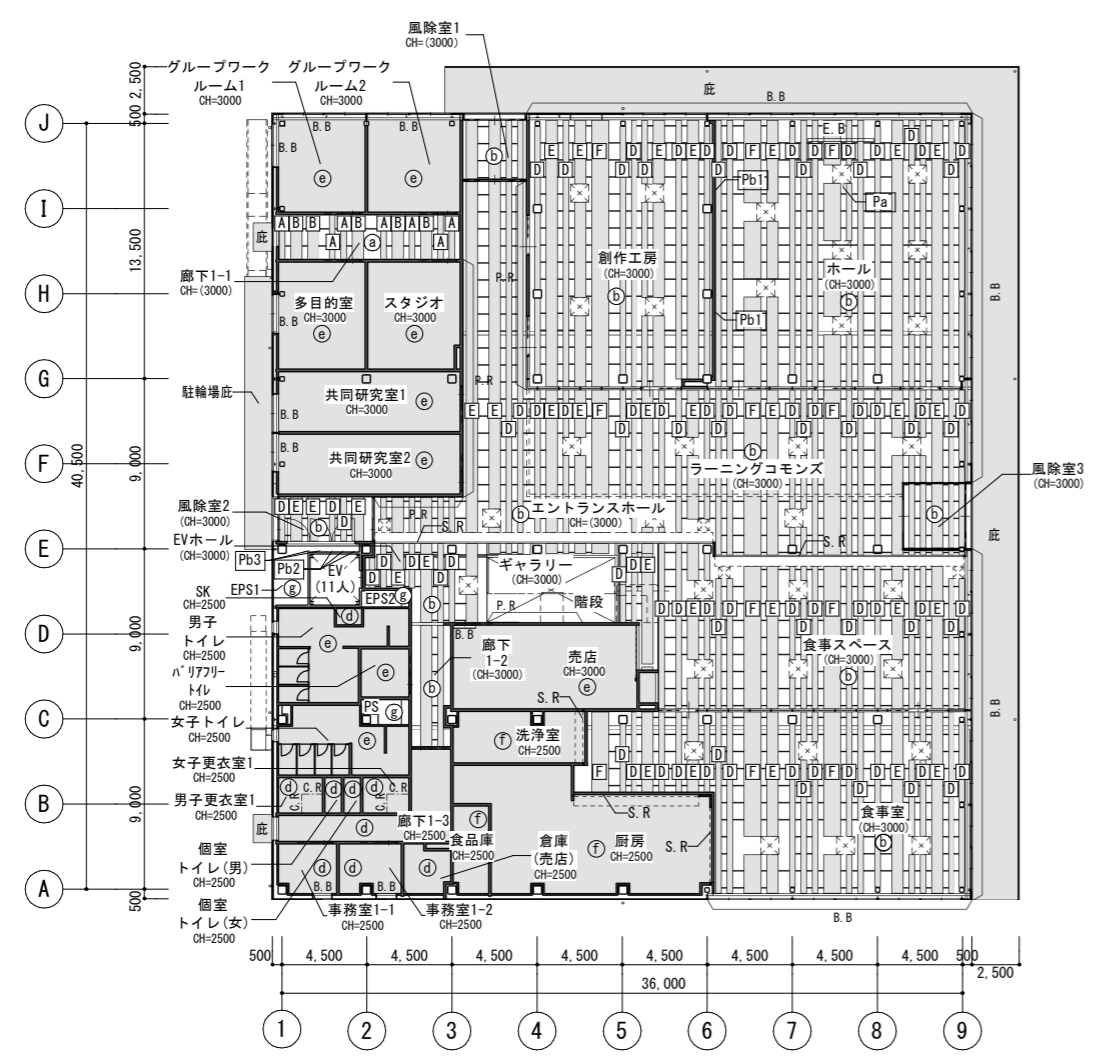 風除室1
CH=(3000)
グループワーク
ルーム1
CH=3000
グループワーク
ルーム2
CH=3000
庇
B.B
500 2,500
J
B.B
B.B
B.B
b
E E F D E D E D D F E D D F D D E D
E.B
D
D D D D D D
e
e
Pb1
Pa
I
A B B A B A B A B A
A a A
庇
13,500
廊下1-1
CH=(3000)
P.R
創作工房
(CH=3000)
b
ホール
(CH=3000)
b
B.B
H
多目的室
CH=3000
スタジオ
CH=3000
B.B
e
e
Pb1
G
P.R
駐輪場庇
共同研究室1
CH=3000
e
40,500
9,000
B.B
共同研究室2
CH=3000
e
F
ラーニングコモンズ
(CH=3000)
b
風除室3
(CH=3000)
b
風除室2
(CH=3000)
D E E D E
D
b
P.R
S.R
b
エントランスホール
(CH=(3000)
庇
EVホール
(CH=3000)
E
S.R
Pb3
Pb2
EV
(11人)
EPS1
g
EPS2
g
D D E D
D E D
ギャラリー
(CH=3000)
D E
D
階段
P.R
SK
CH=2500
d
b
男子
トイレ
CH=2500
e
D
9,000
B.B
廊下
1-2
(CH=3000)
売店
CH=3000
e
食事スペース
(CH=3000)
b
バリアフリー
トイレ
CH=2500
e
b
S.R
PS
g
C
女子トイレ
CH=2500
e
f
洗浄室
CH=2500
B.B
女子更衣室1
CH=2500
d
C.R
d
d
d
C.R
B
男子更衣室1
CH=2500
9,000
S.R
食事室
(CH=3000)
b
庇
d
廊下1-3
CH=2500
f
食品庫
CH=2500
倉庫
(売店)
CH=2500
f
厨房
CH=2500
S.R
個室
トイレ(男)
CH=2500
d
d
d
B.B
B.B
A
500
個室
トイレ(女)
CH=2500
事務室1-1
CH=2500
事務室1-2
CH=2500
B.B
500 4,500 4,500 4,500 4,500 4,500 4,500 4,500 4,500 500
2,500
36,000
1 2 3 4 5 6 7 8 9